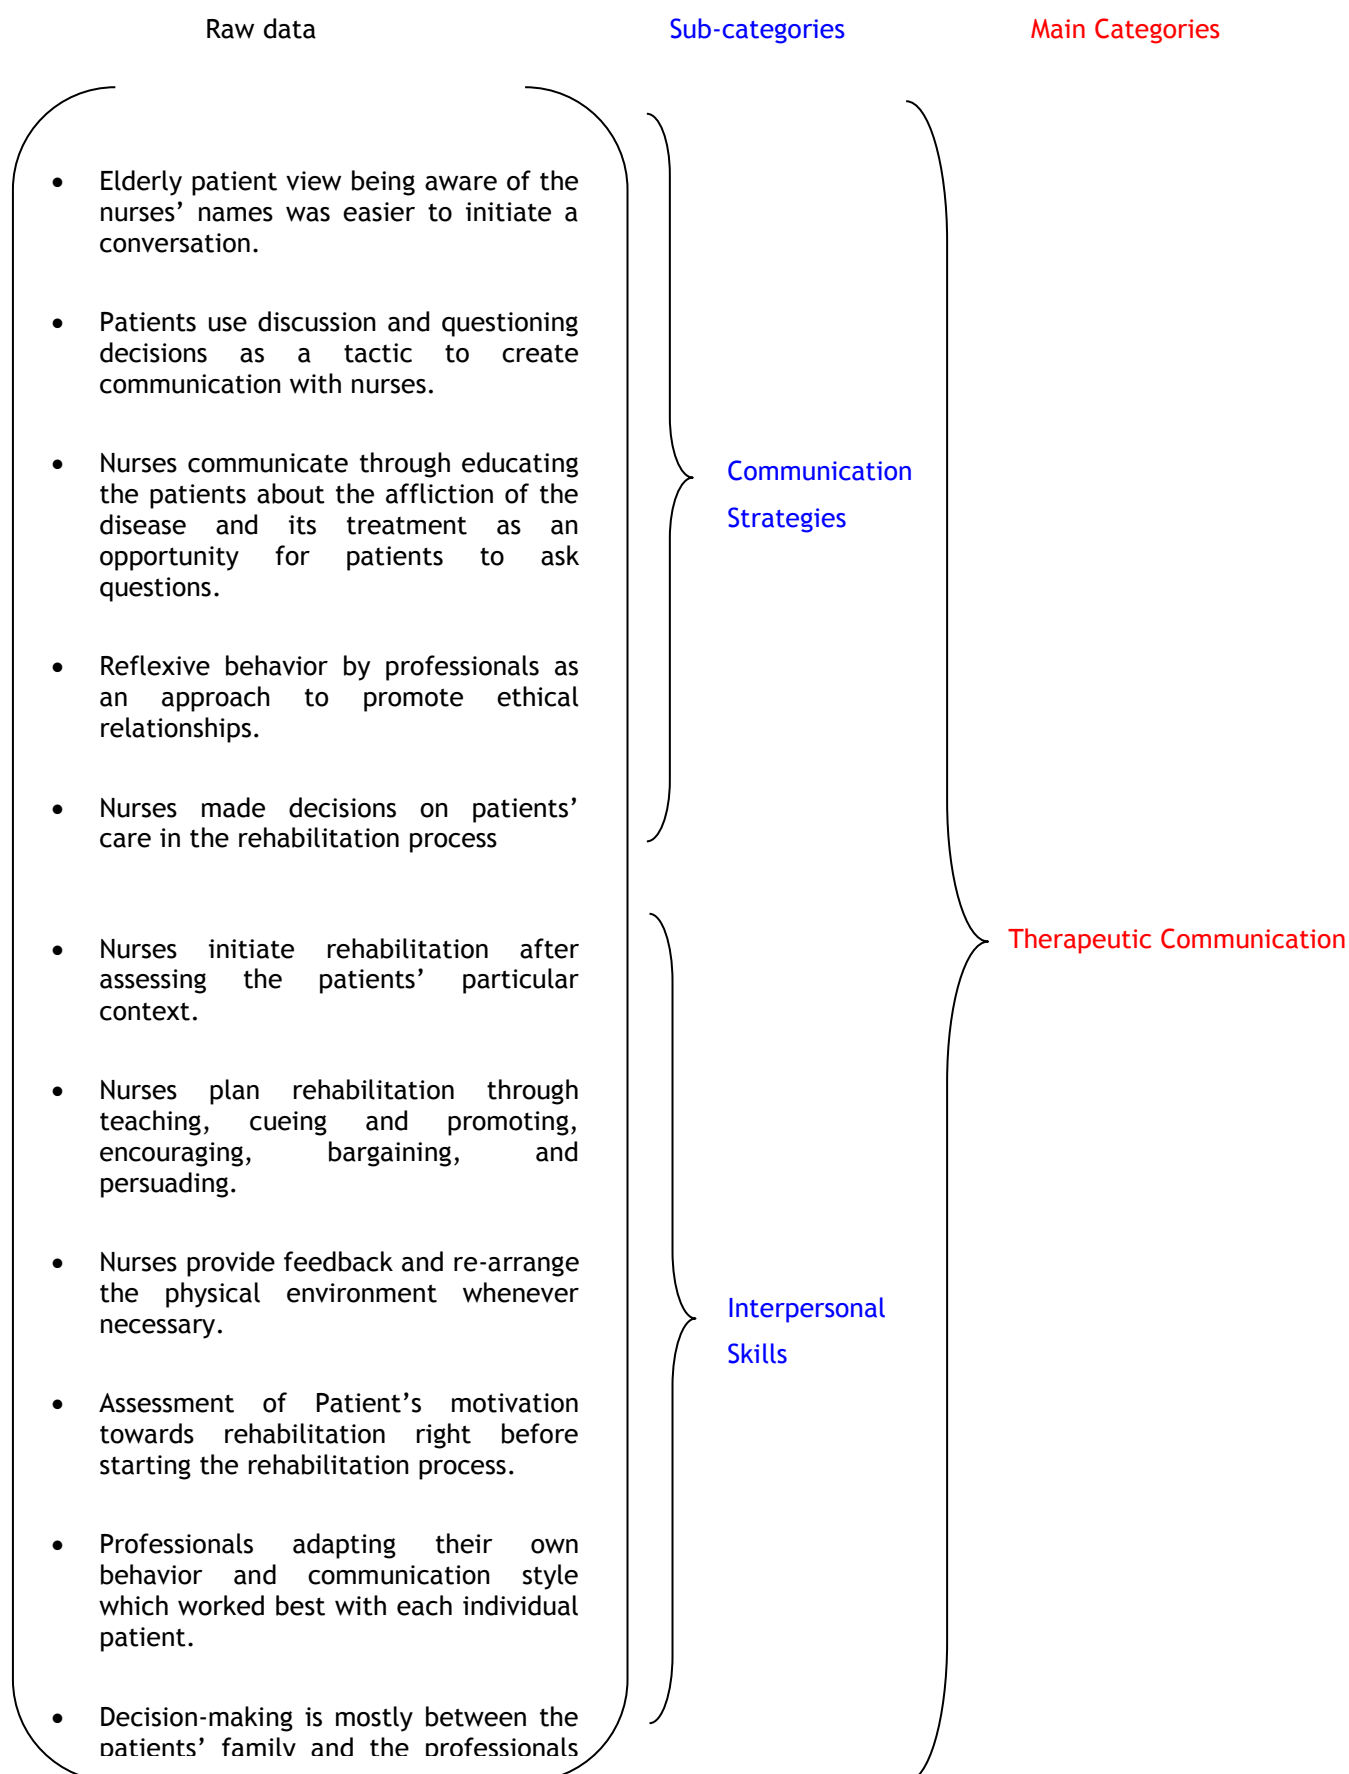 Raw data
Sub-categories
Main Categories
• Elderly patient view being aware of the
nurses’ names was easier to initiate a
conversation.
• Patients use discussion and questioning
decisions as a tactic to create
communication with nurses.
• Nurses communicate through educating
the patients about the affliction of the
disease and its treatment as an
opportunity for patients to ask
questions.
• Reflexive behavior by professionals as
an approach to promote ethical
relationships.
• Nurses made decisions on patients’
care in the rehabilitation process
Communication
Strategies
• Nurses initiate rehabilitation after
assessing the patients’ particular
context.
• Nurses plan rehabilitation through
teaching, cueing and promoting,
encouraging, bargaining, and
persuading.
• Nurses provide feedback and re-arrange
the physical environment whenever
necessary.
• Assessment of Patient’s motivation
towards rehabilitation right before
starting the rehabilitation process.
• Professionals adapting their own
behavior and communication style
which worked best with each individual
patient.
• Decision-making is mostly between the
patients’ family and the professionals
Interpersonal
Skills
Therapeutic Communication